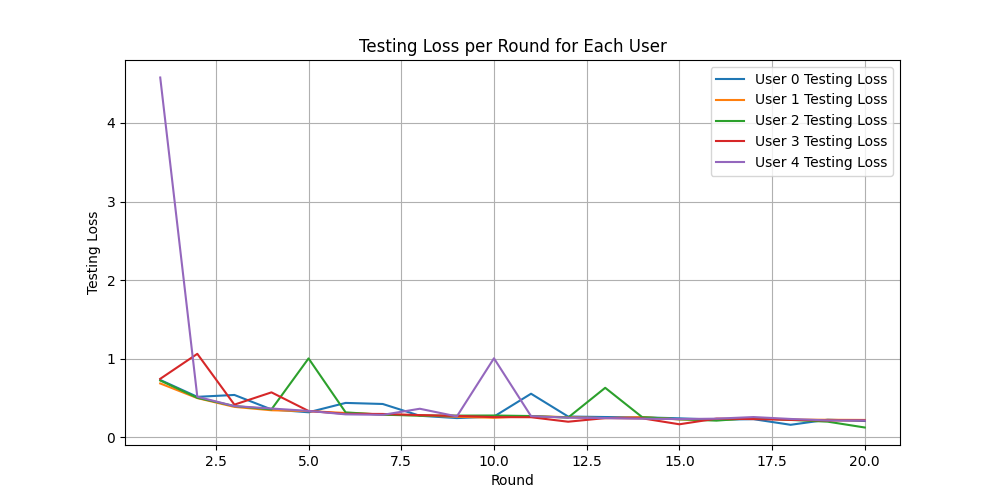 Testing Loss per Round for Each User
User 0 Testing Loss
User 1 Testing Loss
User 2 Testing Loss
User 3 Testing Loss
User 4 Testing Loss
Testing Loss
4
3
2
1
0
2.5
5.0
7.5
10.0
12.5
15.0
17.5
20.0
Round